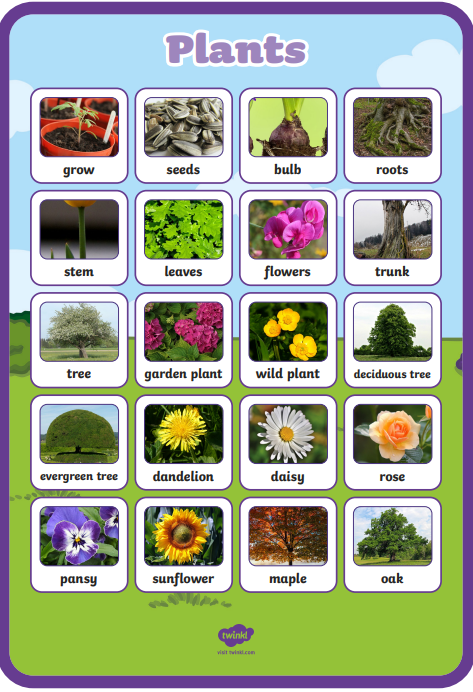 Plants
grow
seeds
bulb
roots
stem
leaves
flowers
trunk
tree
garden plant
wild plant
deciduous tree
evergreen tree
dandelion
daisy
rose
pansy
sunflower
maple
oak
twinkl
visit twinkl.com